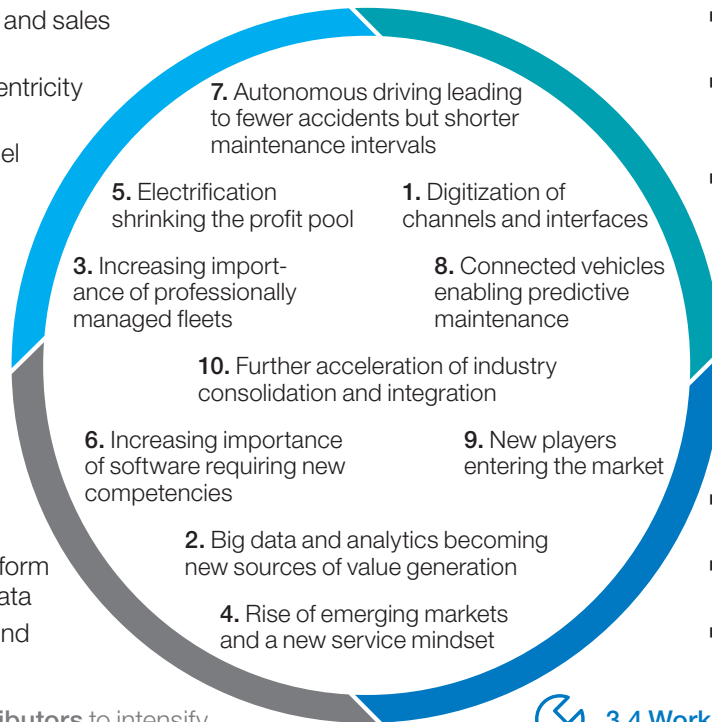 and sales
entricity
el
7. Autonomous driving leading
to fewer accidents but shorter
maintenance intervals
5. Electrification
shrinking the profit pool
1. Digitization of
channels and interfaces
3. Increasing import-
ance of professionally
managed fleets
8. Connected vehicles
enabling predictive
maintenance
10. Further acceleration of industry
consolidation and integration
6. Increasing importance
of software requiring new
competencies
9. New players
entering the market
2. Big data and analytics becoming
new sources of value generation
4. Rise of emerging markets
and a new service mindset
form
ata
nd
ibutors to intensify
3.4 Work